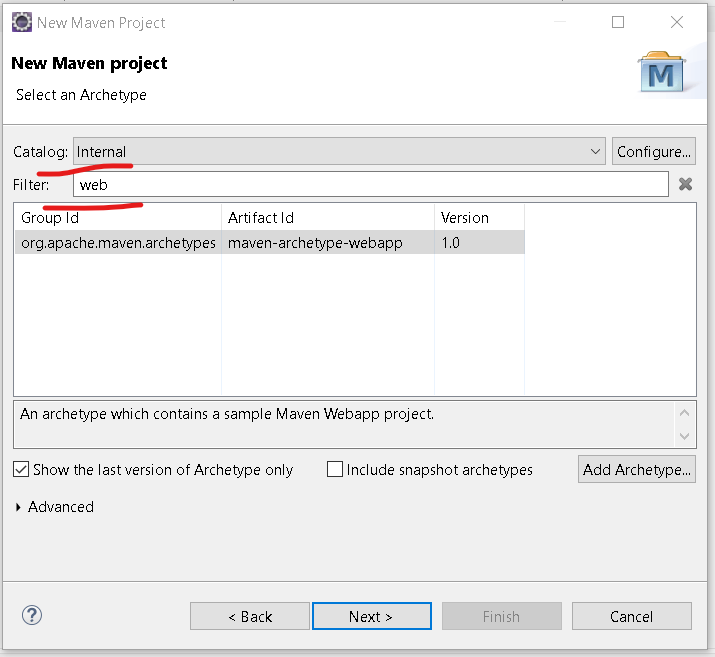 New Maven Project
New Maven project
Select an Archetype
M
Catalog: Internal Configure...
Filter: web
Group Id Artifact Id Version
org.apache.maven.archetypes maven-archetype-webapp 1.0
An archetype which contains a sample Maven Webapp project.
Show the last version of Archetype only Include snapshot archetypes Add Archetype...
Advanced
? < Back Next > Finish Cancel